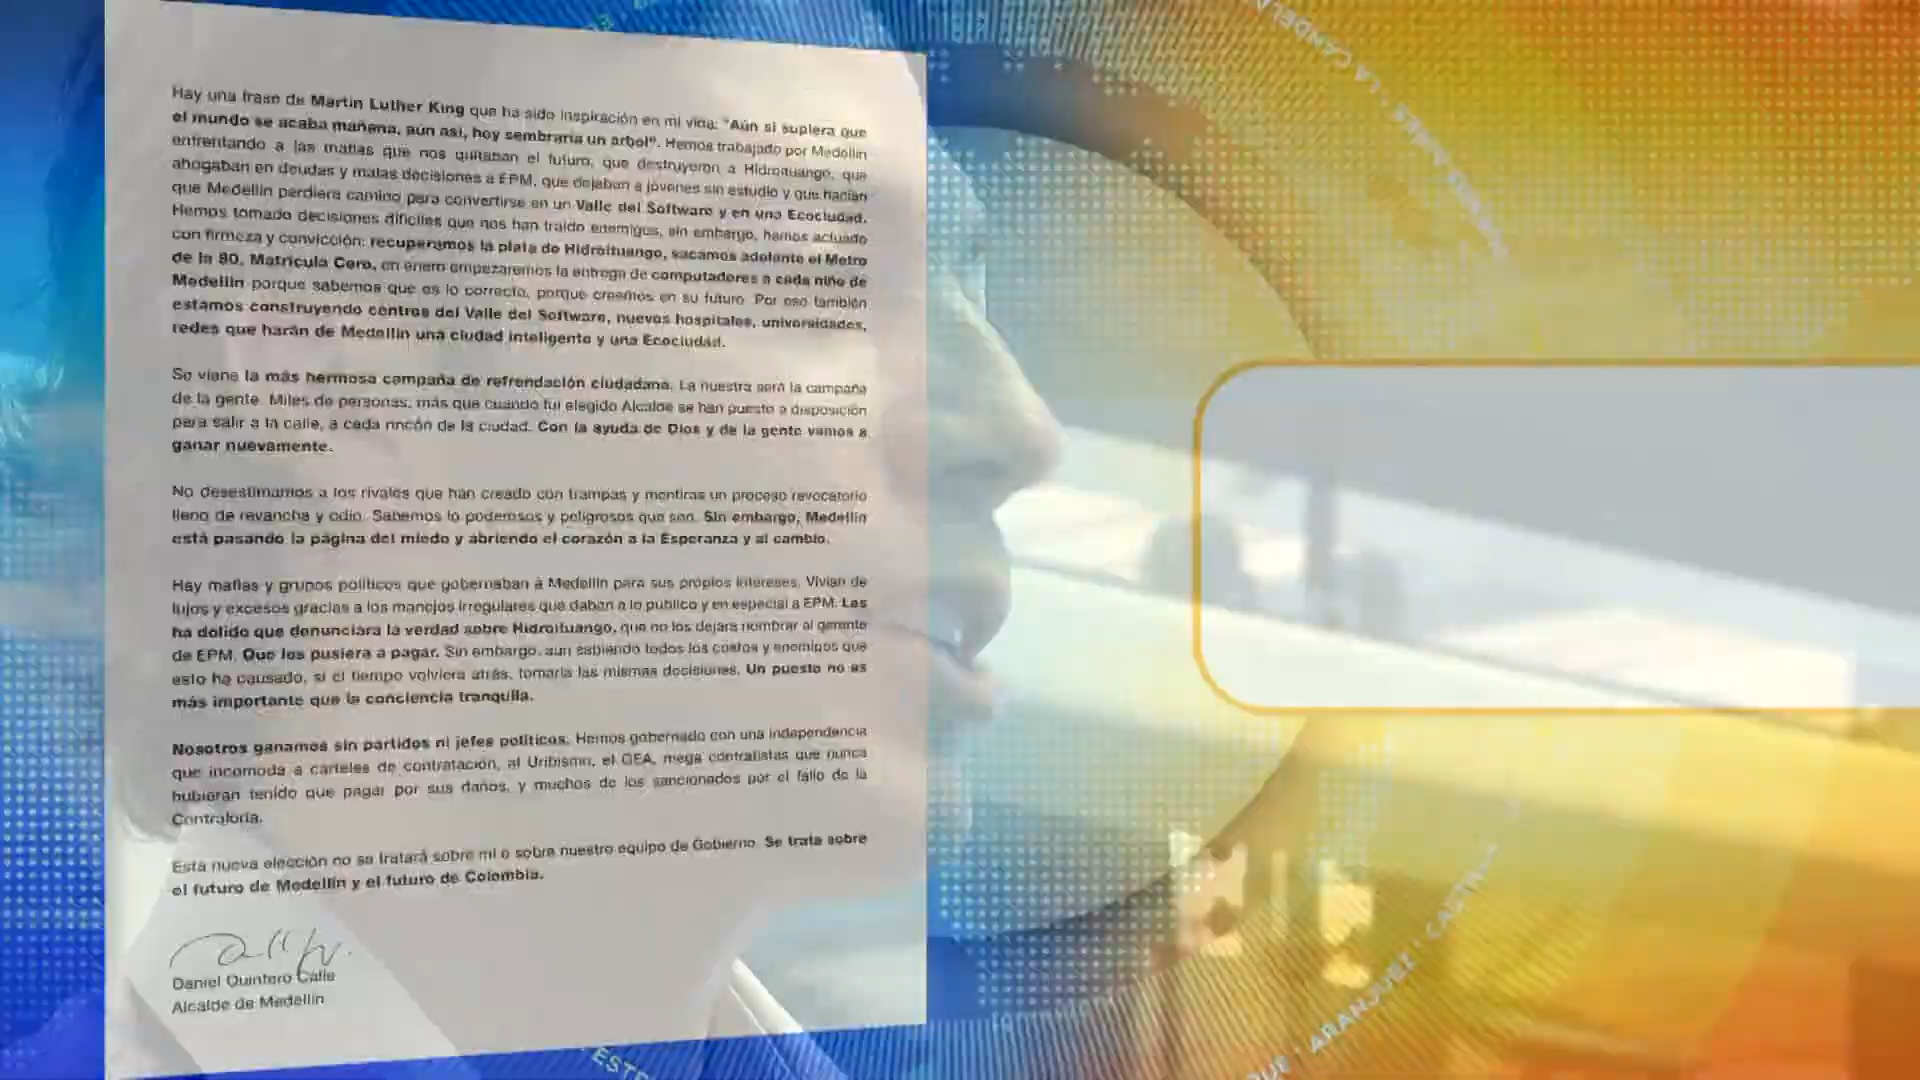 Hay una frase de Martin Luther King que ha sido inspiración en mi vida: "Aún si supiera que
el mundo se acaba mañana, aún así, hoy sembraría un árbol". Hemos trabajado por Medellín
enfrentando a las mafias que nos quitaban el futuro, que destruyeron a Hidroituango, que
ahogaban en deudas y malas decisiones a EPM, que dejaban a jóvenes sin estudio y que hacían
que Medellín perdiera camino para convertirse en un Valle del Software y en una Ecociudad.
Hemos tomado decisiones difíciles que nos han traído enemigos, sin embargo, hemos actuado
con firmeza y convicción: recuperamos la plata de Hidroituango, sacamos adelante el Metro
de la 80, Matrícula Cero, en enero empezaremos la entrega de computadores a cada niño de
Medellín porque sabemos que es lo correcto, porque creemos en su futuro. Por eso también
estamos construyendo centros del Valle del Software, nuevos hospitales, universidades,
redes que harán de Medellín una ciudad inteligente y una Ecociudad.
Se viene la más hermosa campaña de refrendación ciudadana. La nuestra será la campaña
de la gente. Miles de personas, más que cuando fui elegido Alcalde se han puesto a disposición
para salir a la calle, a cada rincón de la ciudad. Con la ayuda de Dios y de la gente vamos a
ganar nuevamente.
No desestimamos a los rivales que han creado con trampas y mentiras un proceso revocatorio
lleno de revancha y odio. Sabemos lo poderosos y peligrosos que son. Sin embargo, Medellín
está pasando la página del miedo y abriendo el corazón a la Esperanza y al cambio.
Hay mafias y grupos políticos que gobernaban a Medellín para sus propios intereses. Vivían de
lujos y excesos gracias a los manejos irregulares que daban a lo público y en especial a EPM. Les
ha dolido que denunciara la verdad sobre Hidroituango, que no los dejara nombrar al gerente
de EPM. Que los pusiera a pagar. Sin embargo, aun sabiendo todos los costos y enemigos que
esto ha causado, si el tiempo volviera atrás, tomaría las mismas decisiones. Un puesto no es
más importante que la conciencia tranquila.
Nosotros ganamos sin partidos ni jefes políticos. Hemos gobernado con una independencia
que incomoda a carteles de contratación, al Uribismo, el GEA, mega contratistas que nunca
hubieran tenido que pagar por sus daños, y muchos de los sancionados por el fallo de la
Contraloría.
Esta nueva elección no se tratará sobre mí o sobre nuestro equipo de Gobierno. Se trata sobre
el futuro de Medellín y el futuro de Colombia.
Daniel Quintero Calle
Alcalde de Medellín
ARANJUEZ • CASTILLA